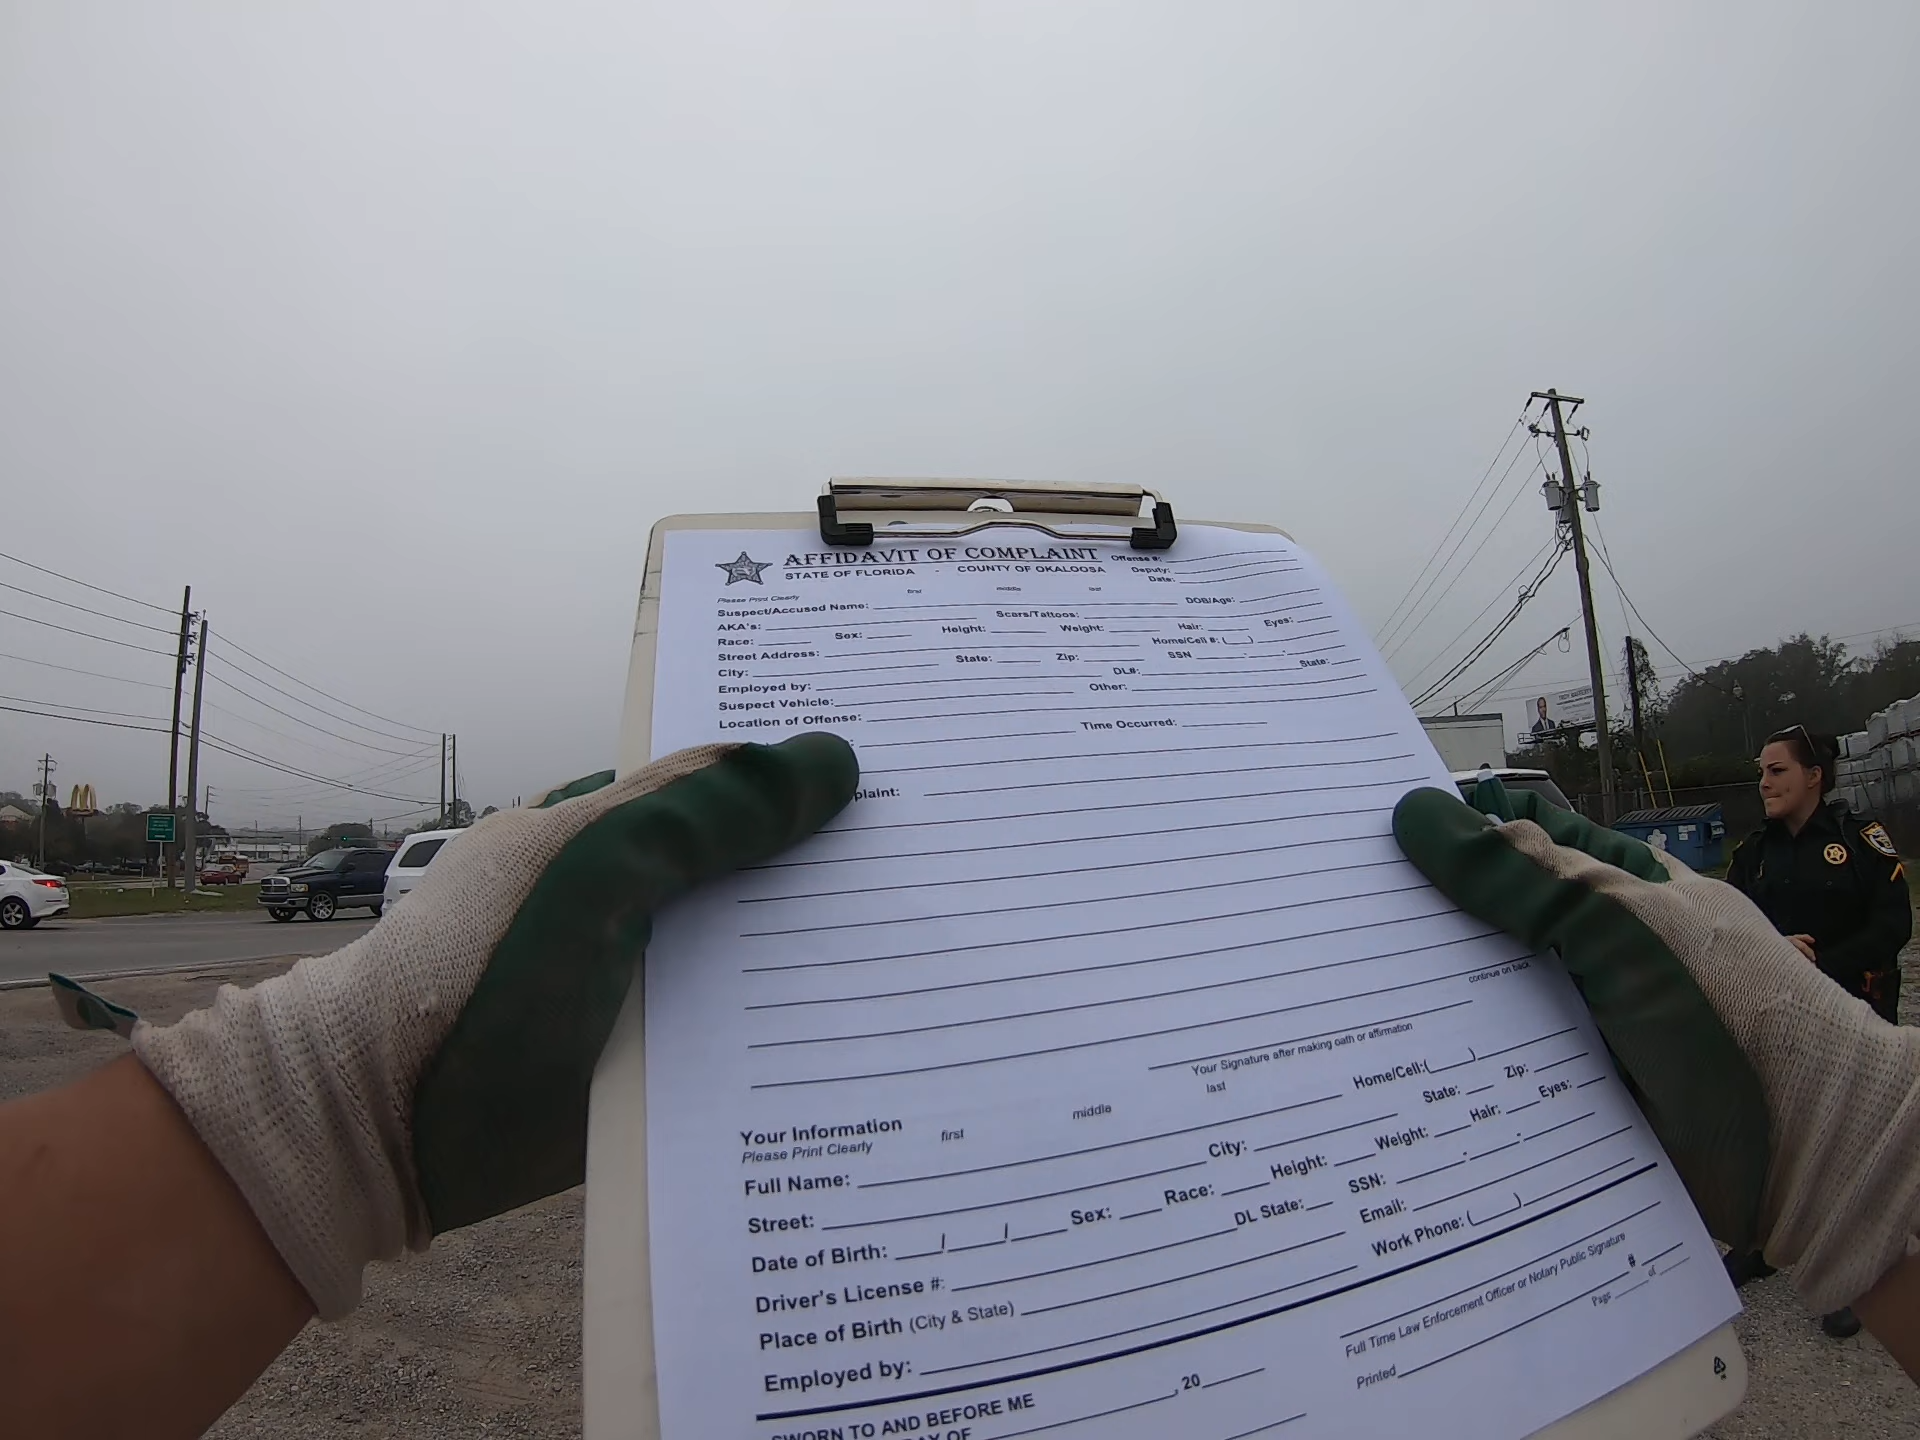 AFFIDAVIT OF COMPLAINT Offense #:
STATE OF FLORIDA - COUNTY OF OKALOOSA Deputy:
Date:
Please Print Clearly first middle last
Suspect/Accused Name: DOB/Age:
AKA's: Scars/Tattoos:
Race: Sex: Height: Weight: Hair: Eyes:
Street Address: Home/Cell #: ( )
City: State: Zip: SSN - -
Employed by: DL#: State:
Suspect Vehicle: Other:
Location of Offense:
: Time Occurred:
plaint:
continue on back
Your Signature after making oath or affirmation
Your Information
Please Print Clearly first middle last
Full Name: Home/Cell:( )
Street: City: State: Zip:
Date of Birth: / / Sex: Race: Height: Weight: Hair: Eyes:
Driver's License #: DL State: SSN: - -
Place of Birth (City & State) Email:
Employed by: Work Phone: ( )
SWORN TO AND BEFORE ME
DAY OF , 20
Full Time Law Enforcement Officer or Notary Public Signature
Printed #
Page of